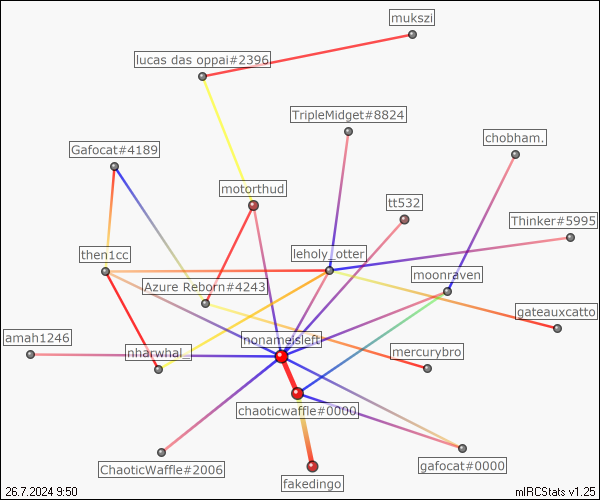 mukszi
lucas das oppai#2396
TripleMidget#8824
chobham.
Gafocat#4189
motorthud
tt532
Thinker#5995
then1cc
leholy_otter
moonraven
Azure Reborn#4243
gateauxcatto
amah1246
nonameisleft
nharwhal_
mercurybro
chaoticwaffle#0000
ChaoticWaffle#2006
gafocat#0000
fakedingo
26.7.2024 9:50
mIRCStats v1.25